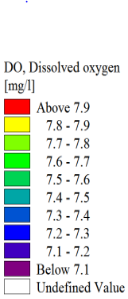 DO, Dissolved oxygen
[mg/l]
Above 7.9
7.8 - 7.9
7.7 - 7.8
7.6 - 7.7
7.5 - 7.6
7.4 - 7.5
7.3 - 7.4
7.2 - 7.3
7.1 - 7.2
Below 7.1
Undefined Value